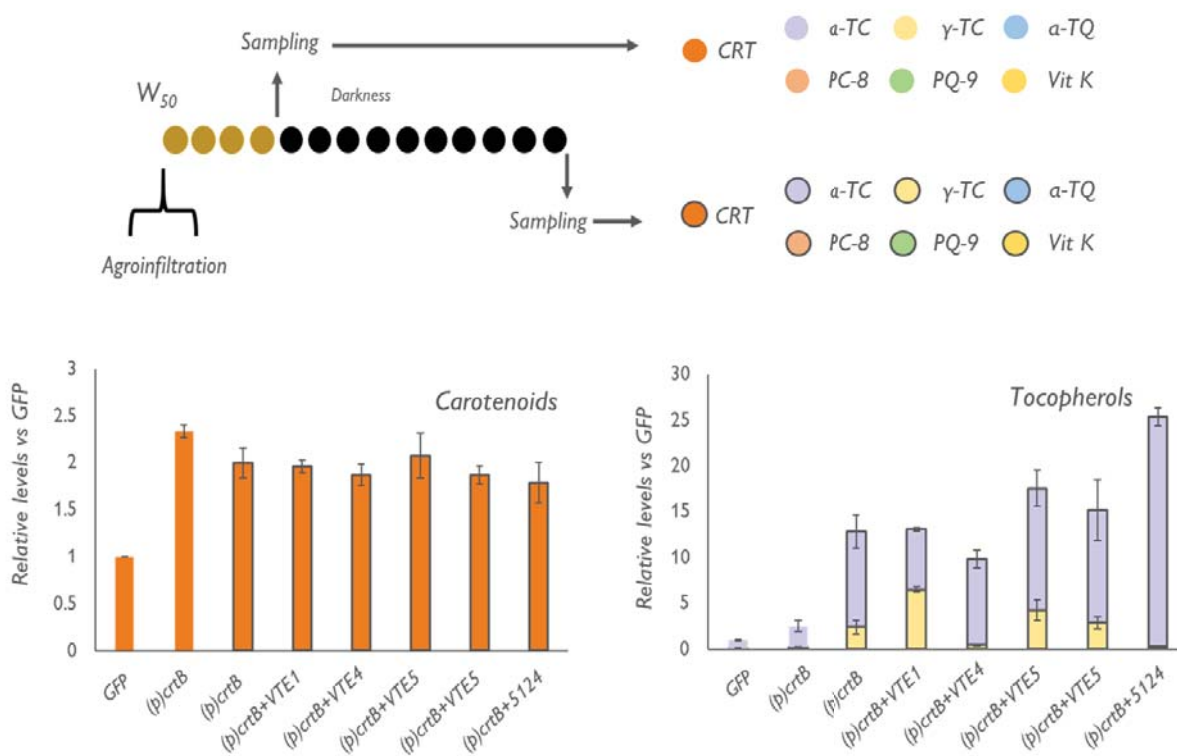 Sampling
CRT
α-TC
γ-TC
α-TQ
PC-8
PQ-9
Vit K
W50
Darkness
Agroinfiltration
Sampling
CRT
α-TC
γ-TC
α-TQ
PC-8
PQ-9
Vit K
Carotenoids
Relative levels vs GFP
3
2.5
2
1.5
1
0.5
0
GFP
(p)crtB
(p)crtB
(p)crtB+VTE1
(p)crtB+VTE4
(p)crtB+VTE5
(p)crtB+VTE5
(p)crtB+5124
Tocopherols
Relative levels vs GFP
30
25
20
15
10
5
0
GFP
(p)crtB
(p)crtB
(p)crtB+VTE1
(p)crtB+VTE4
(p)crtB+VTE5
(p)crtB+VTE5
(p)crtB+5124